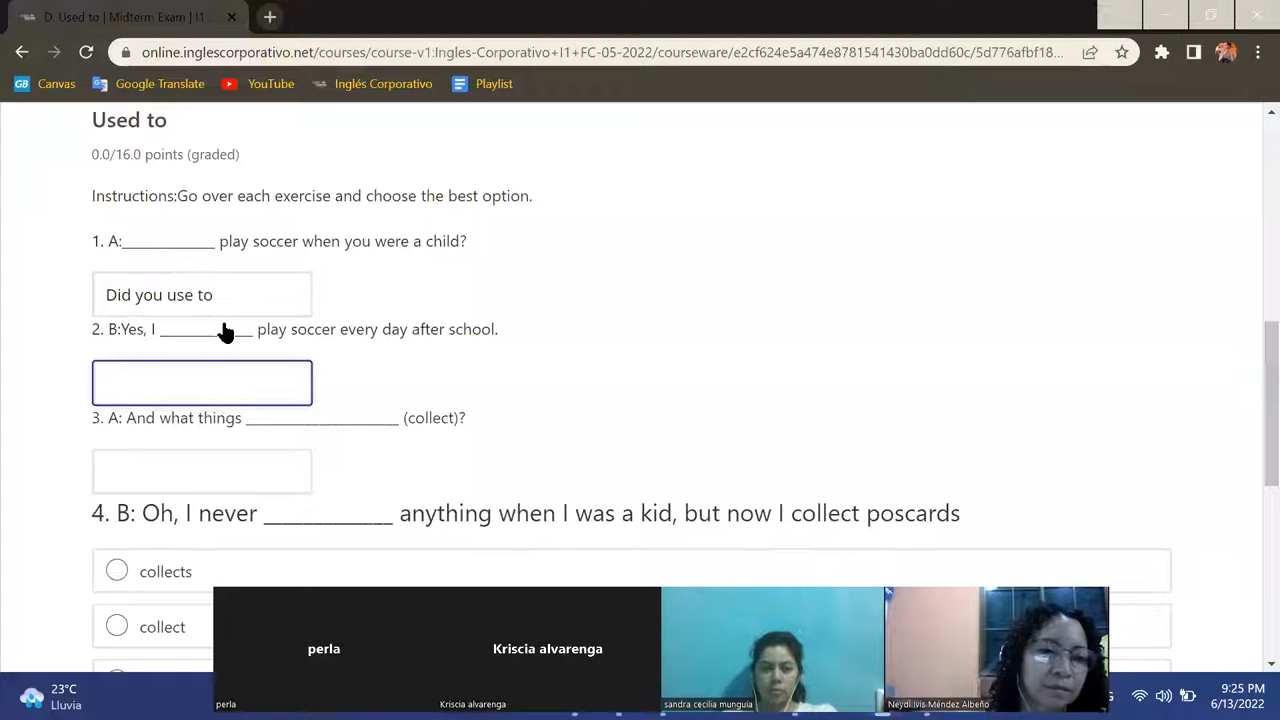 D. Used to | Midterm Exam | I1
online.inglescorporativo.net/courses/course-v1:Ingles-Corporativo+I1+FC-05-2022/courseware/e2cf624e5a474e8781541430ba0dd60c/5d776afbf18...
Canvas Google Translate YouTube Inglés Corporativo Playlist
Used to
0.0/16.0 points (graded)
Instructions:Go over each exercise and choose the best option.
1. A:____________ play soccer when you were a child?
Did you use to
2. B:Yes, I ____________ play soccer every day after school.
3. A: And what things ____________________ (collect)?
4. B: Oh, I never ____________ anything when I was a kid, but now I collect poscards
collects
collect
perla
Kriscia alvarenga
perla
Kriscia alvarenga
sandra cecilia munguía
Neydi Ivis Méndez Albeño
23°C
Lluvia
9:25 PM
6/13/2022